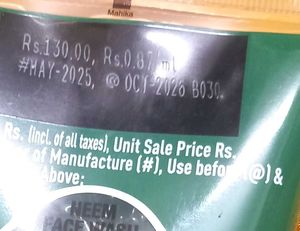 Mahika
Rs.130.00, Rs.0.87/ml
#MAY-2025, @ OCT-2026 B030
Rs. (incl. of all taxes), Unit Sale Price Rs.
of Manufacture (#), Use before (@) &
Above:
NEEM
FACE WASH